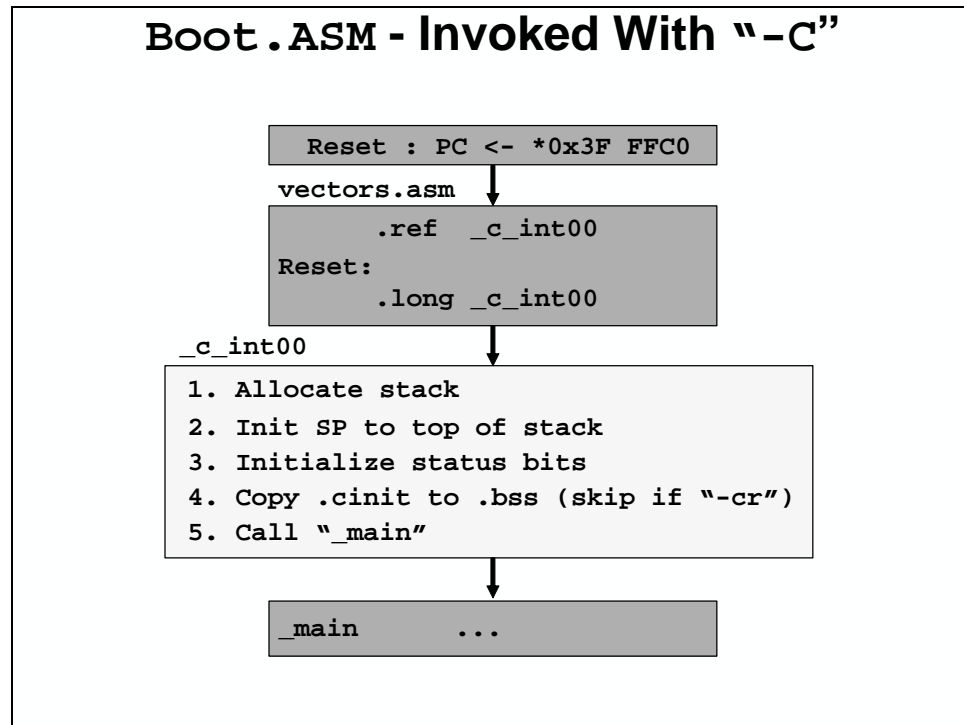 Boot.ASM - Invoked With “-C”
Reset : PC <- *0x3F FFC0
vectors.asm
.ref _c_int00
Reset:
.long _c_int00
_c_int00
1. Allocate stack
2. Init SP to top of stack
3. Initialize status bits
4. Copy .cinit to .bss (skip if “-cr”)
5. Call “_main”
_main ...